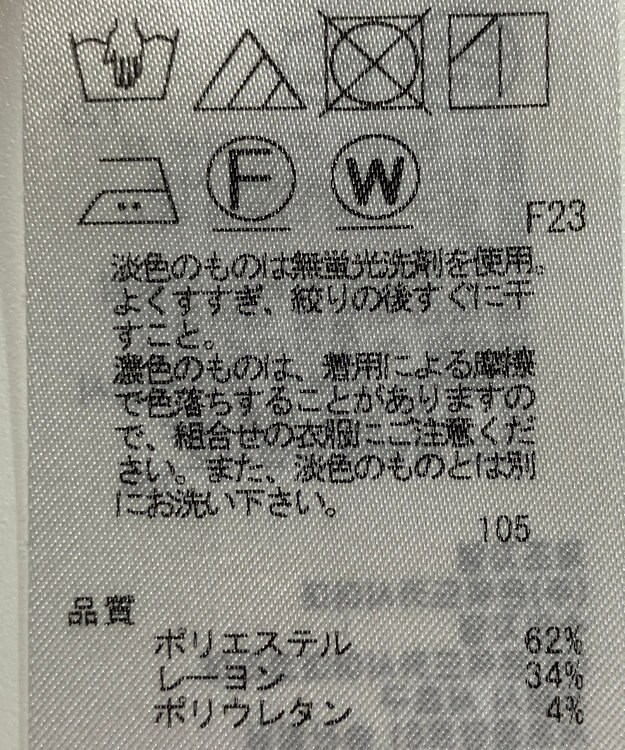 F
W
F23
淡色のものは無蛍光洗剤を使用。
よくすすぎ、絞りの後すぐに干
すこと。
濃色のものは、着用による摩擦
で色落ちすることがありますの
で、組合せの衣服にご注意くだ
さい。また、淡色のものとは別
にお洗い下さい。
105
品質
ポリエステル 62%
レーヨン 34%
ポリウレタン 4%